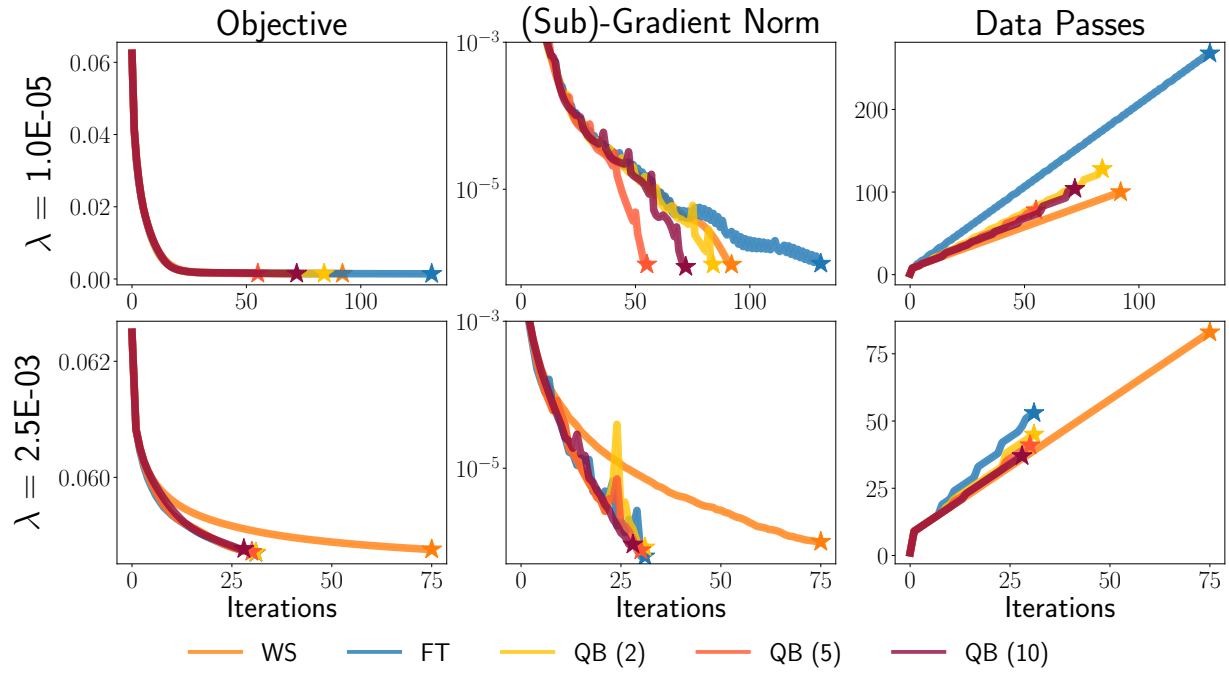 Objective
(Sub)-Gradient Norm
Data Passes
λ = 1.0E-05
0.06
0.04
0.02
0.00
0
50
100
10⁻³
10⁻⁵
0
50
100
200
100
0
0
50
100
λ = 2.5E-03
0.062
0.060
0
25
50
75
Iterations
10⁻³
10⁻⁵
0
25
50
75
Iterations
75
50
25
0
0
25
50
75
Iterations
WS
FT
QB (2)
QB (5)
QB (10)